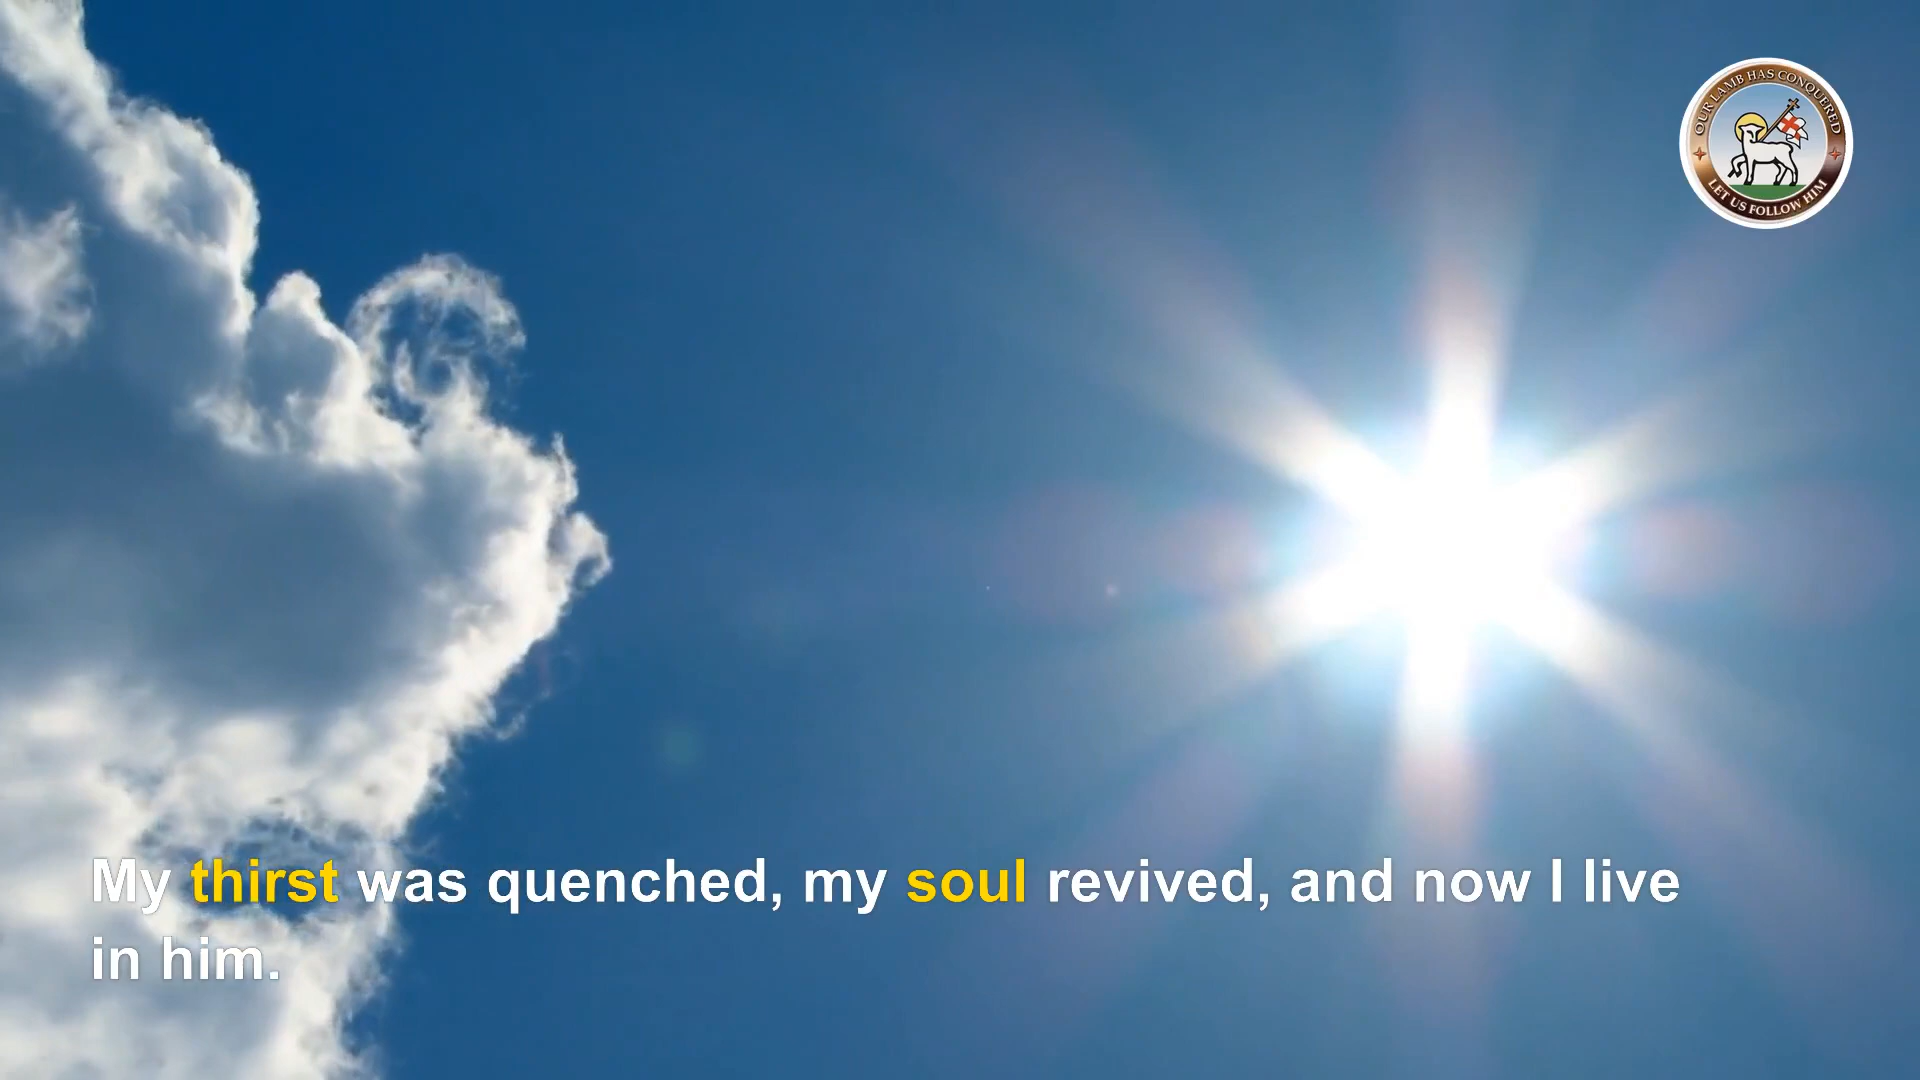 OUR LAMB HAS CONQUERED
LET US FOLLOW HIM
My thirst was quenched, my soul revived, and now I live
in him.